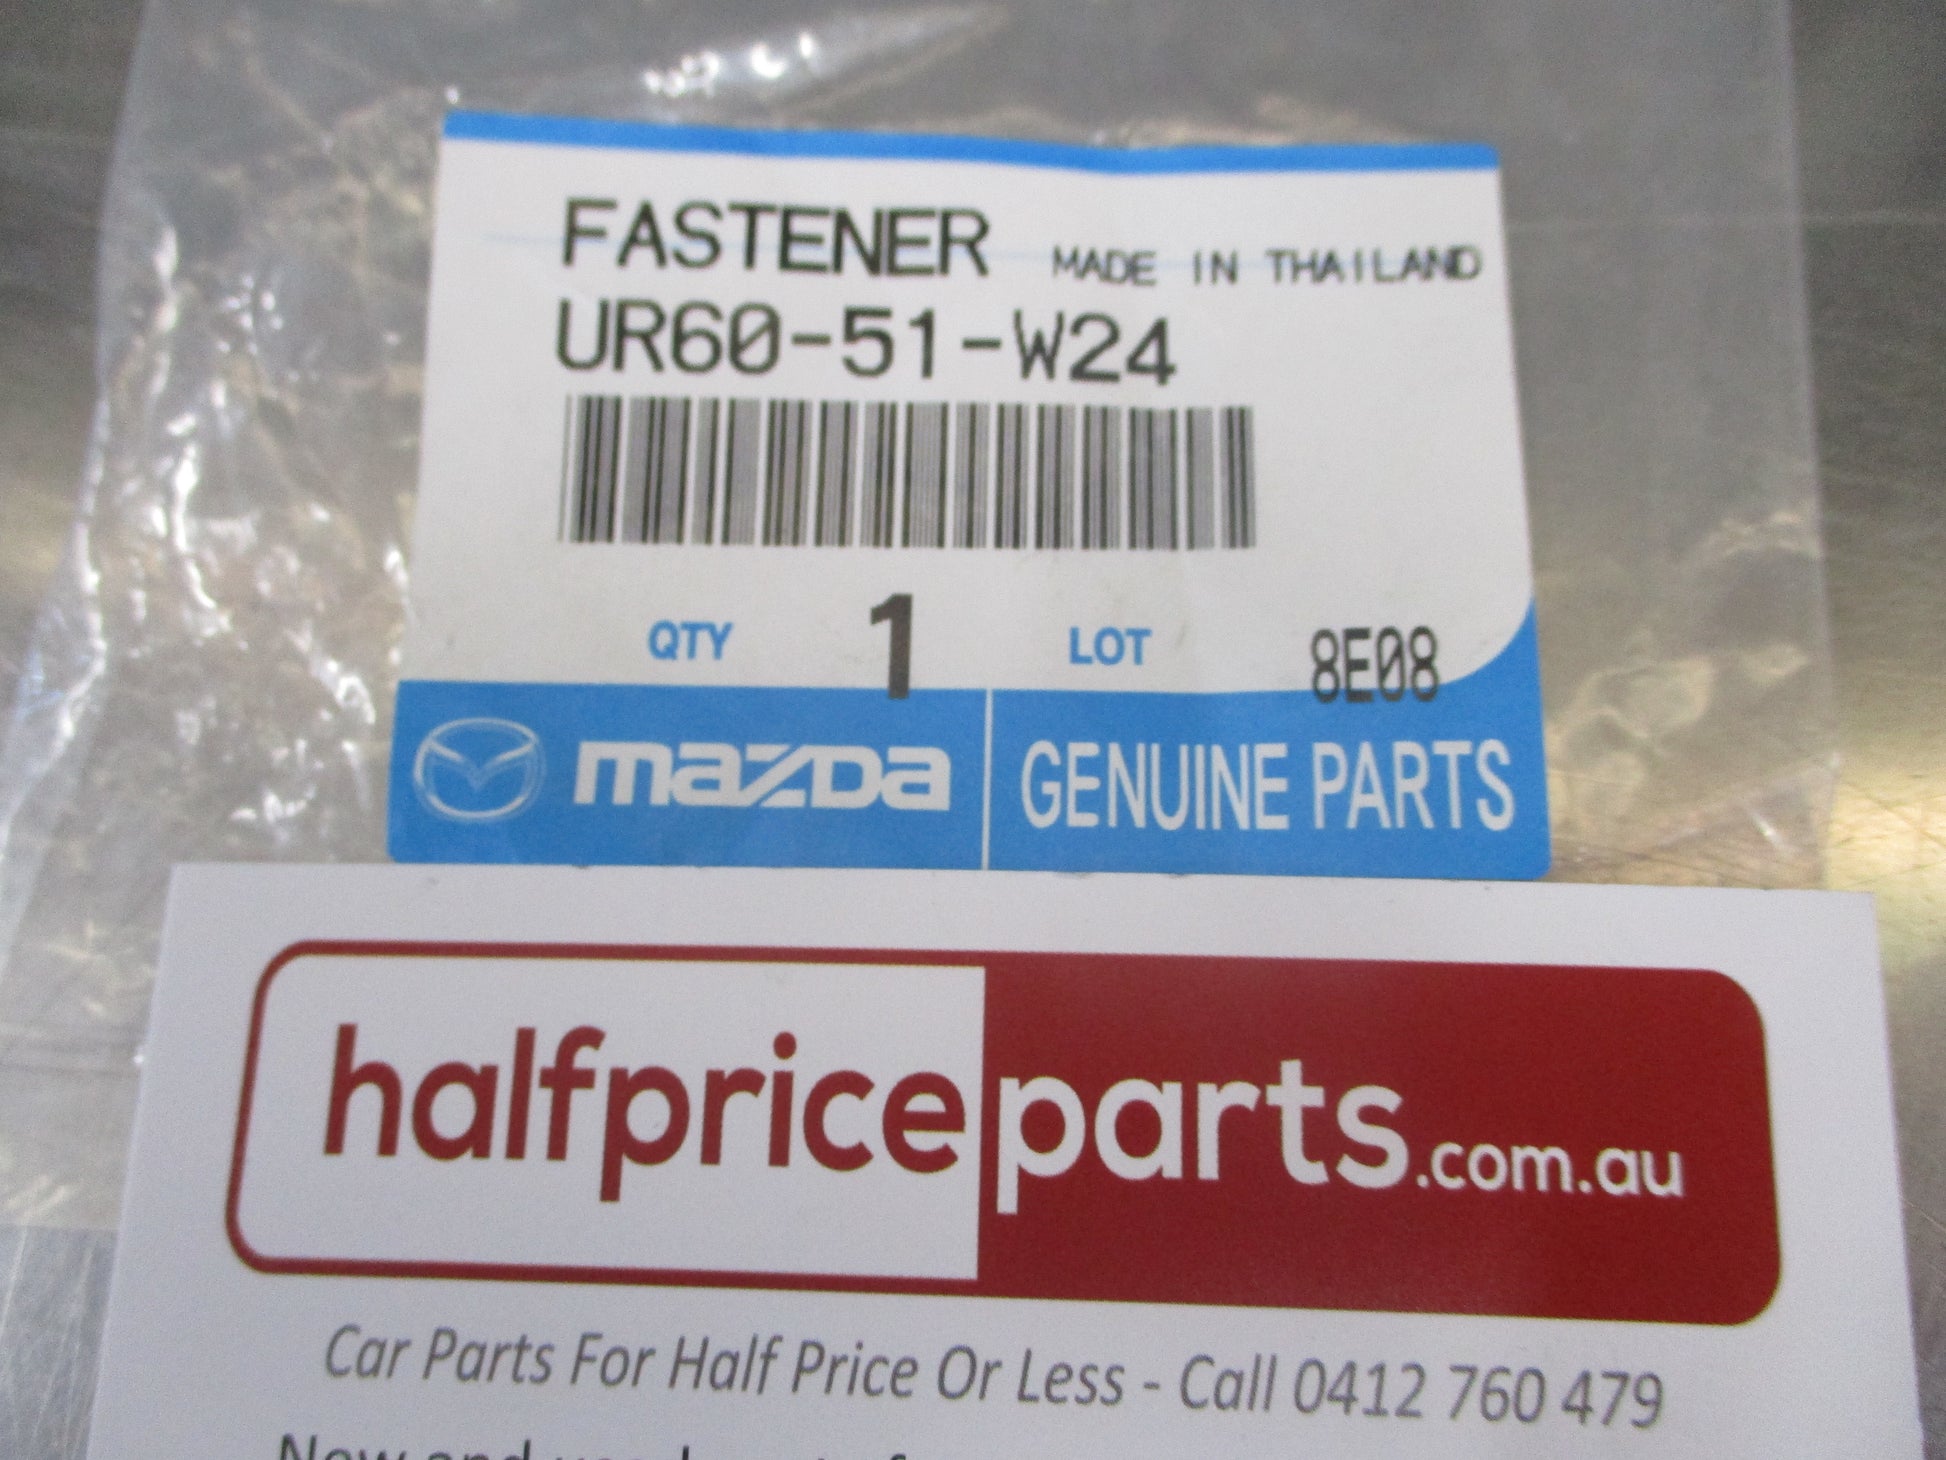 FASTENER MADE IN THAILAND
UR60-51-W24
QTY 1 LOT 8E08
mazda GENUINE PARTS
halfpriceparts.com.au
Car Parts For Half Price Or Less - Call 0412 760 479